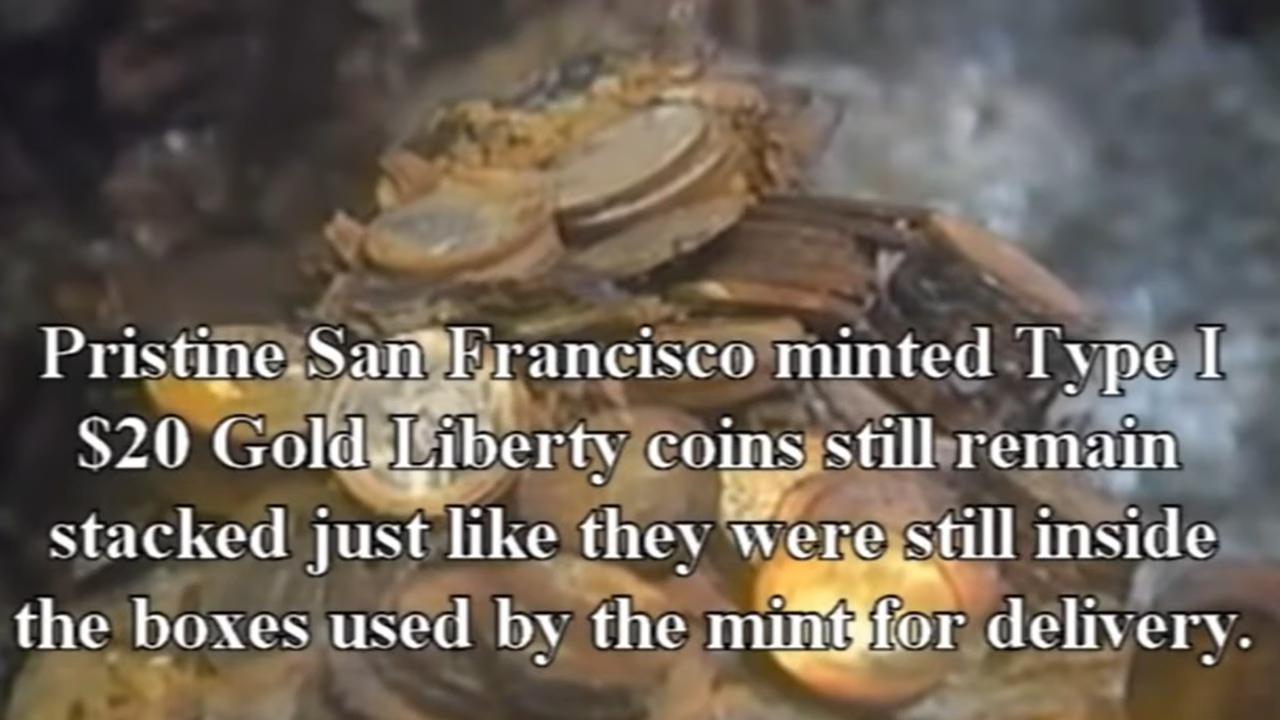 Pristine San Francisco minted Type I
$20 Gold Liberty coins still remain
stacked just like they were still inside
the boxes used by the mint for delivery.